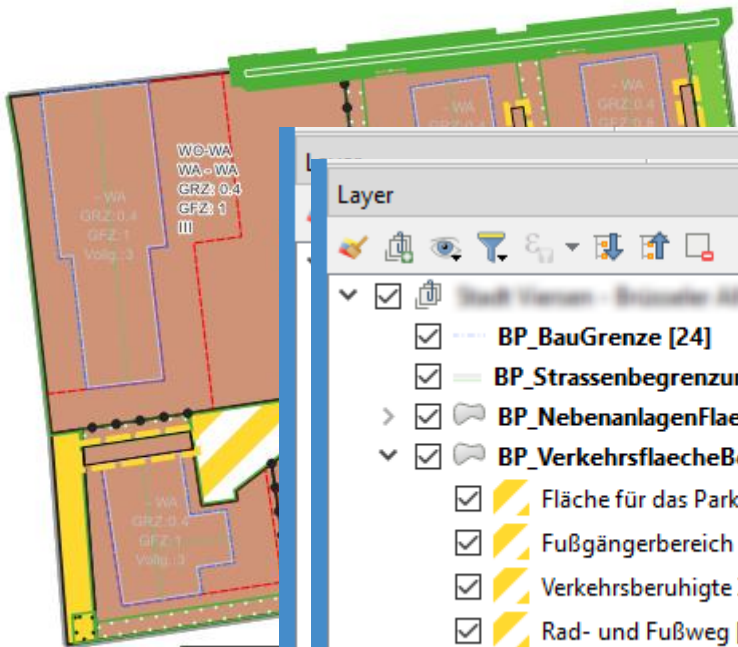 - WA
GRZ:0.4
- WA
GRZ:0.4
WO-WA
WA - WA
GRZ: 0.4
GFZ: 1
III
- WA
GRZ:0.4
GFZ:1
Vollg.:3
- WA
GRZ:0.4
GFZ:1
Vollg.:3
Layer
BP_BauGrenze [24]
BP_Strassenbegrenzu
BP_NebenanlagenFlae
BP_VerkehrsflaecheB
Fläche für das Park
Fußgängerbereich
Verkehrsberuhigte
Rad- und Fußweg